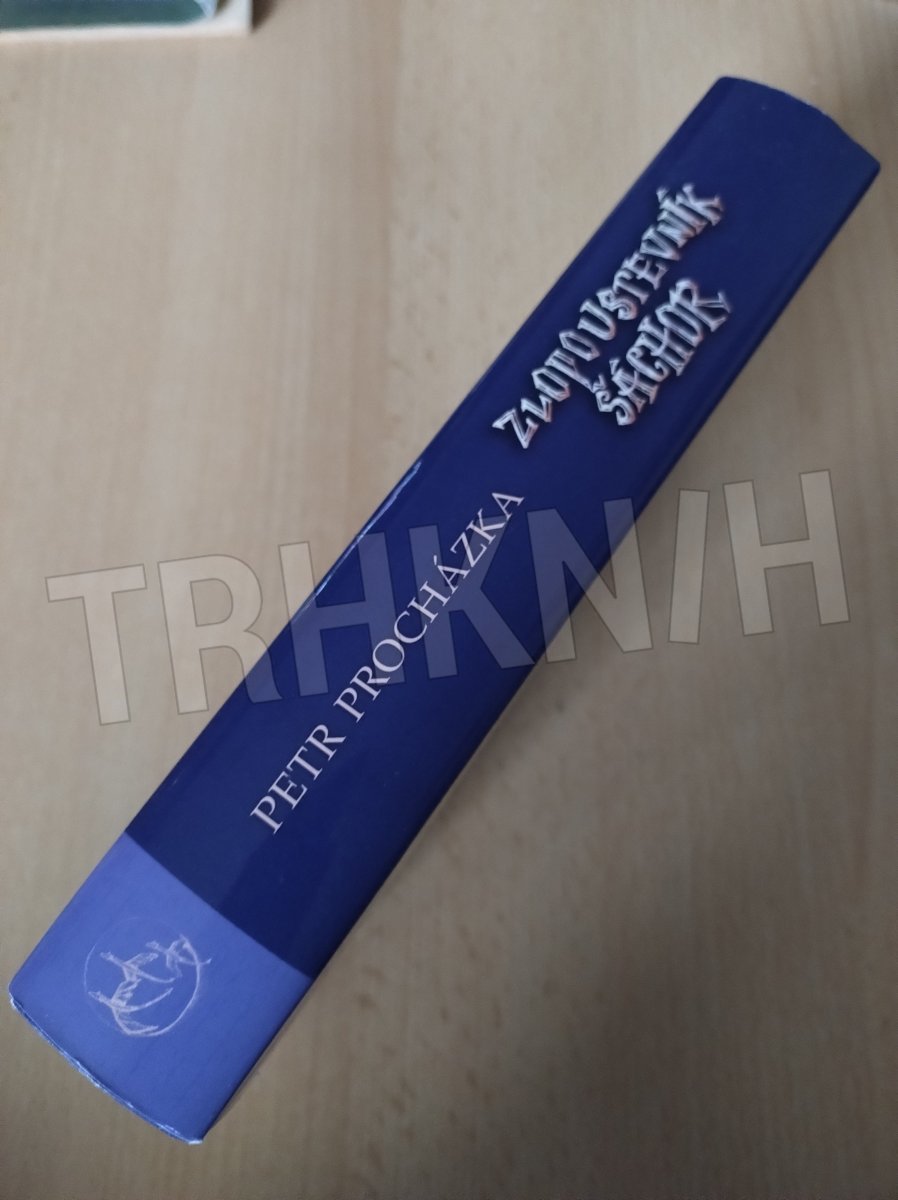 ZLOPOUSTEVNÍK
ŠÁCHOR
PETR PROCHÁZKA
TRHKNIH